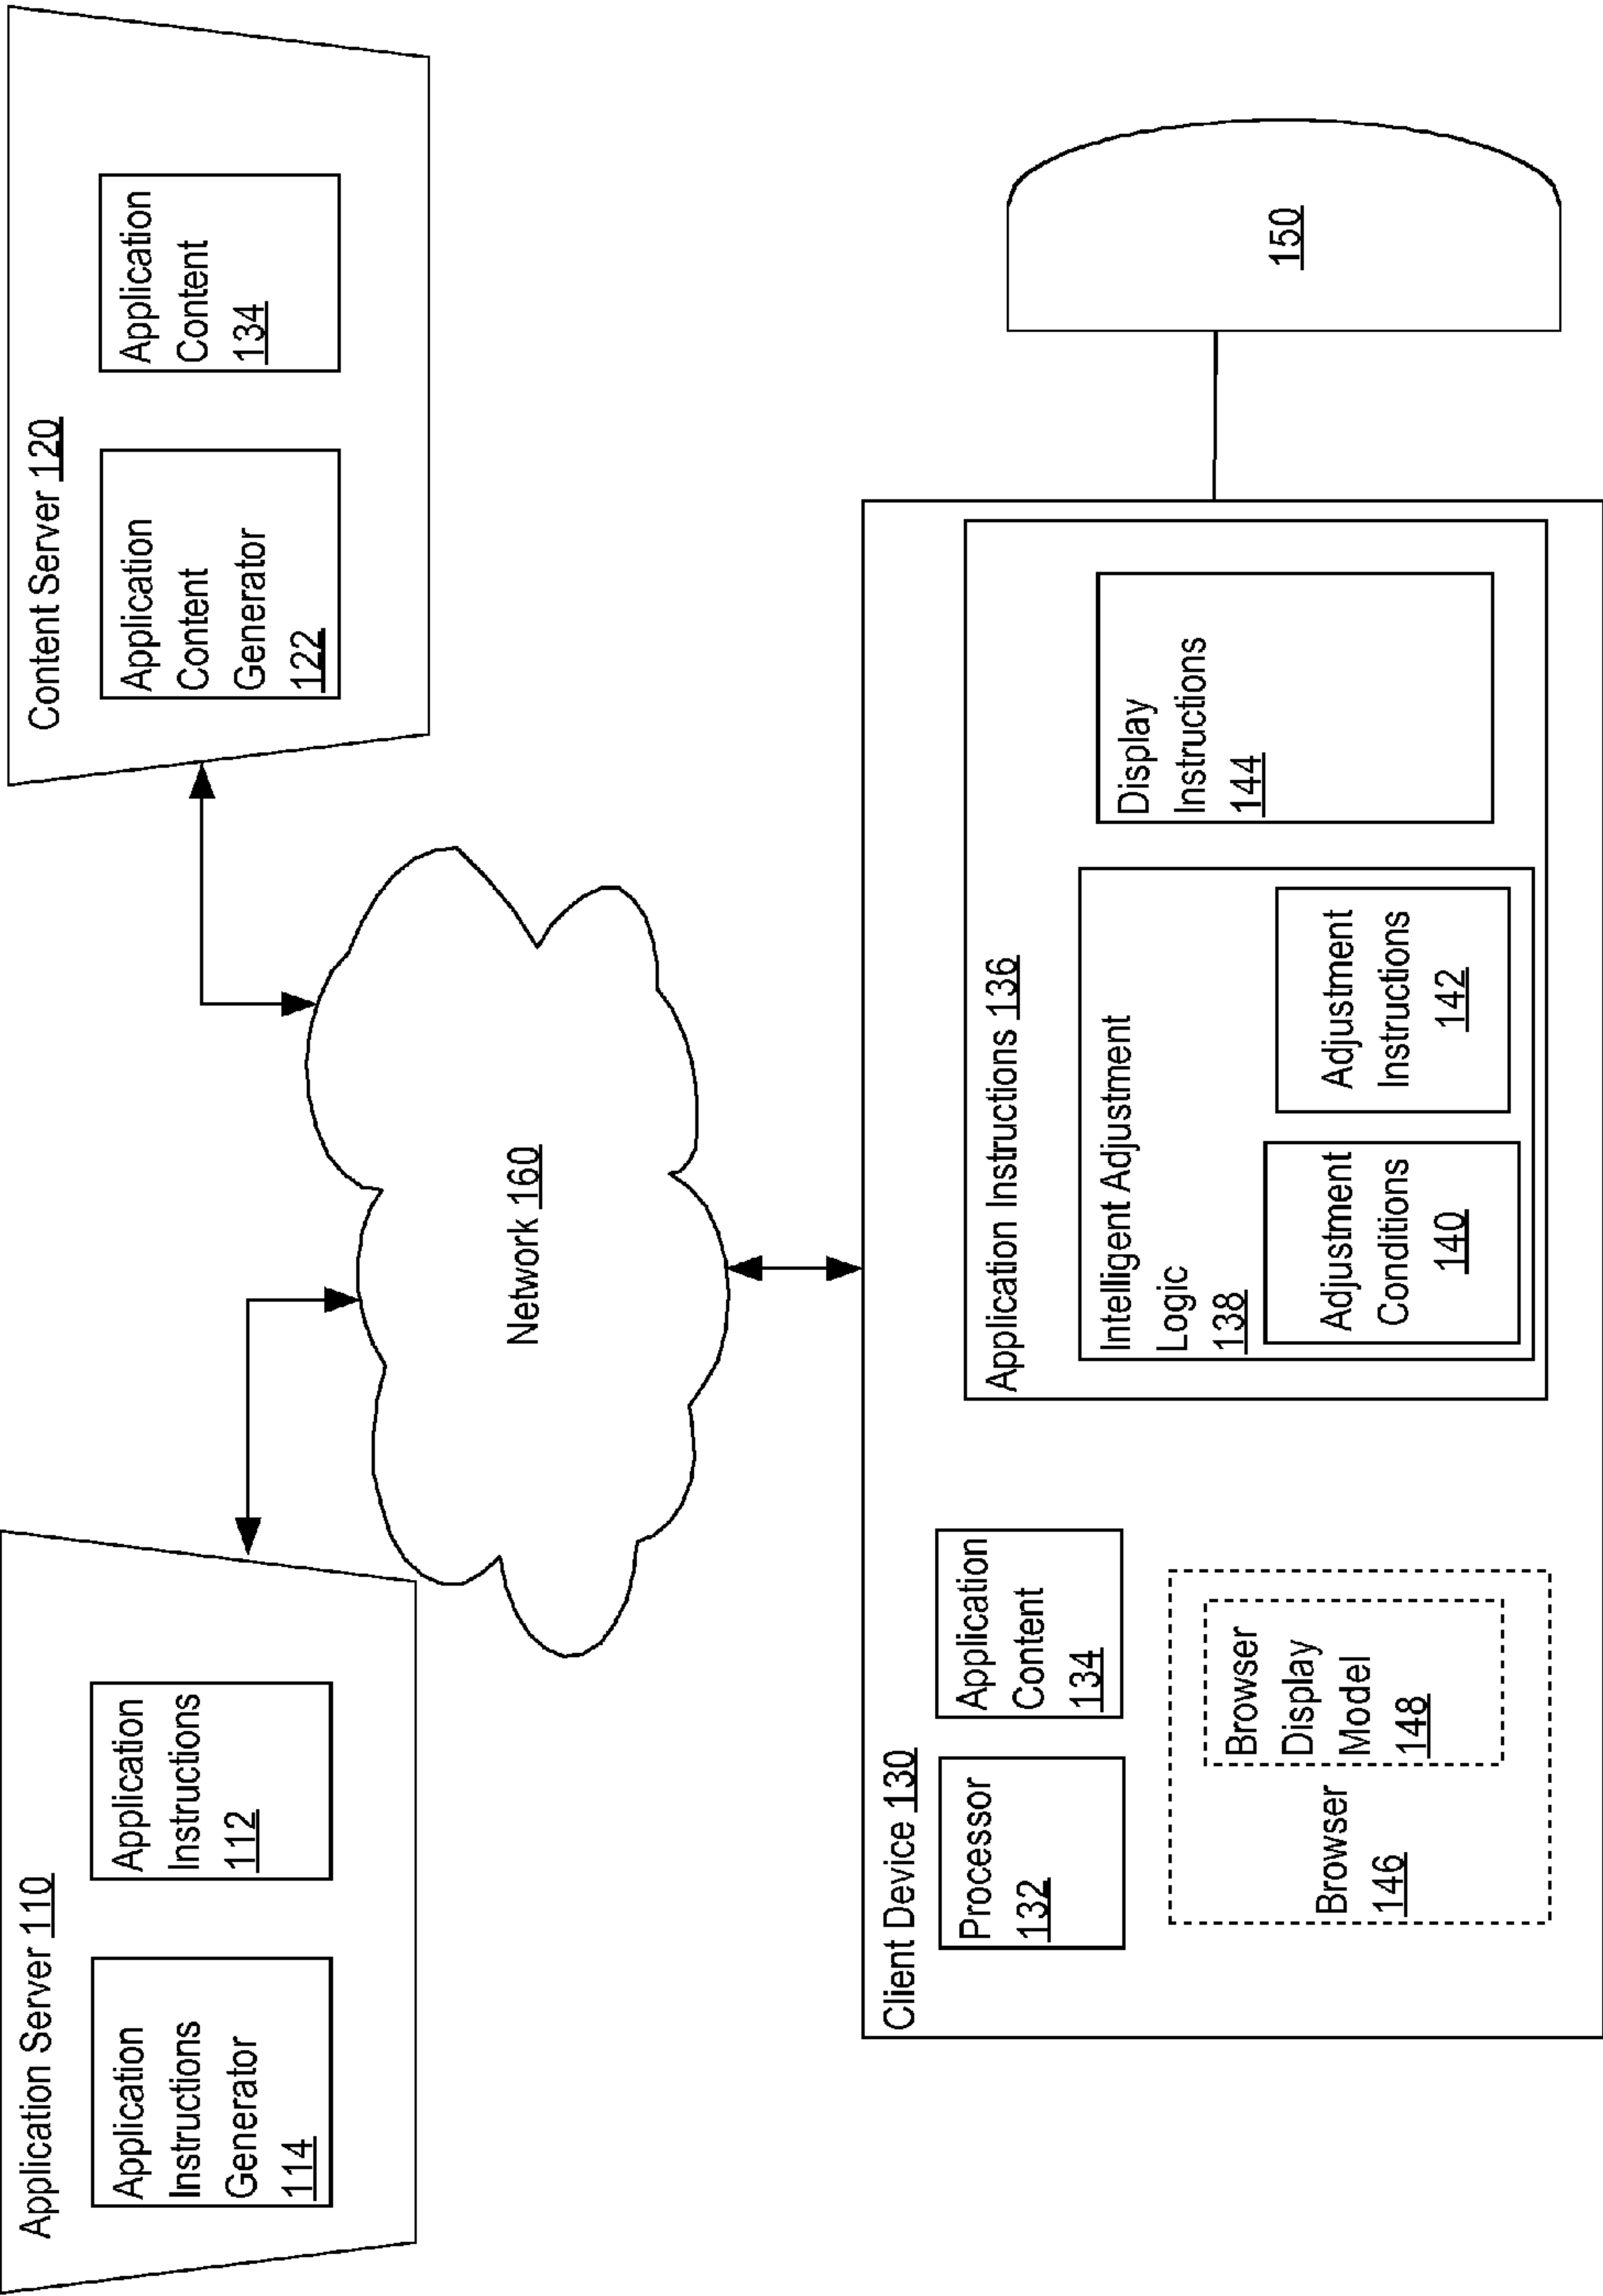 Application Server 110
Application
Instructions
Generator
114
Application
Instructions
112
Content Server 120
Application
Content
Generator
122
Application
Content
134
Network 160
Client Device 130
Processor
132
Application
Content
134
Browser
146
Browser
Display
Model
148
Application Instructions 136
Intelligent Adjustment
Logic
138
Adjustment
Conditions
140
Adjustment
Instructions
142
Display
Instructions
144
150